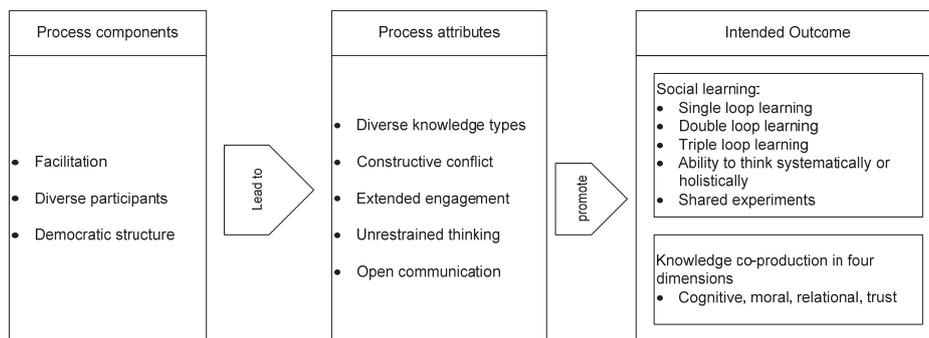 Process components
● Facilitation
● Diverse participants
● Democratic structure
Lead to
Process attributes
● Diverse knowledge types
● Constructive conflict
● Extended engagement
● Unrestrained thinking
● Open communication
promote
Intended Outcome
Social learning:
● Single loop learning
● Double loop learning
● Triple loop learning
● Ability to think systematically or
holistically
● Shared experiments
Knowledge co-production in four
dimensions
● Cognitive, moral, relational, trust